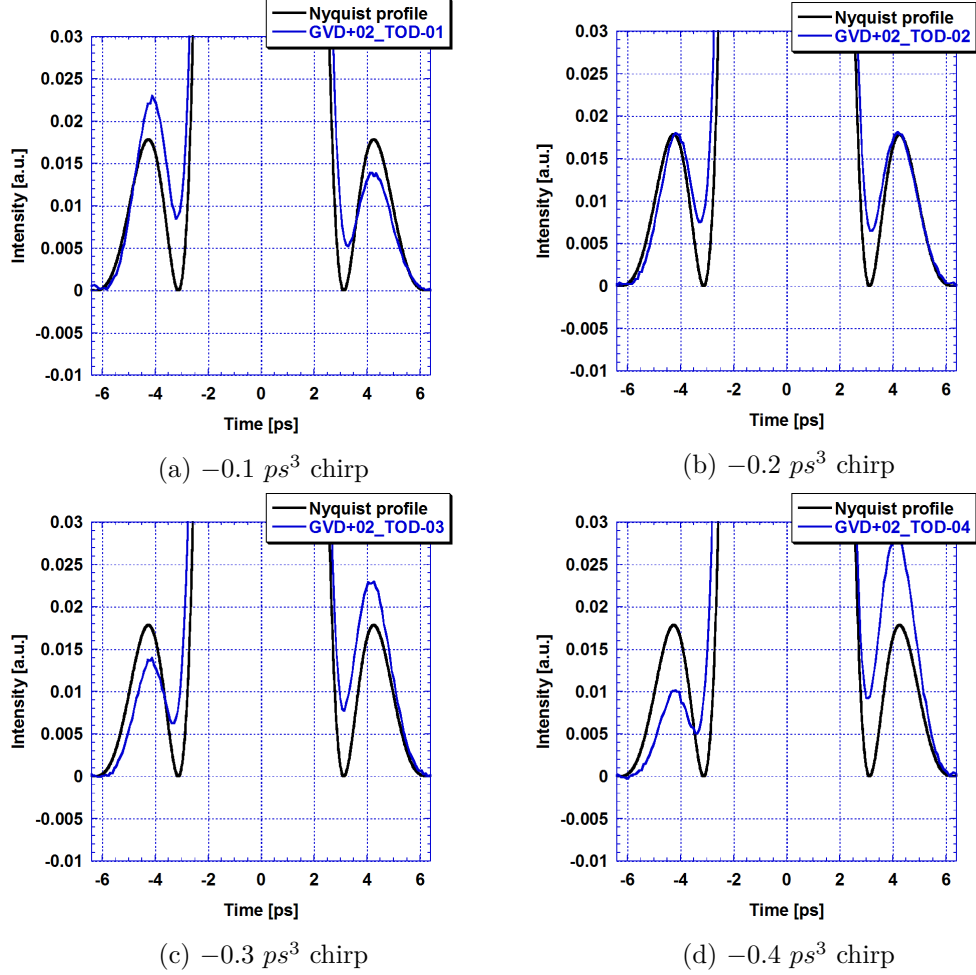 Nyquist profile
GVD+02_TOD-01
0.03
0.025
0.02
0.015
0.01
0.005
0
-0.005
-0.01
Intensity [a.u.]
-6 -4 -2 0 2 4 6
Time [ps]
(a) −0.1 ps³ chirp
Nyquist profile
GVD+02_TOD-02
0.03
0.025
0.02
0.015
0.01
0.005
0
-0.005
-0.01
Intensity [a.u.]
-6 -4 -2 0 2 4 6
Time [ps]
(b) −0.2 ps³ chirp
Nyquist profile
GVD+02_TOD-03
0.03
0.025
0.02
0.015
0.01
0.005
0
-0.005
-0.01
Intensity [a.u.]
-6 -4 -2 0 2 4 6
Time [ps]
(c) −0.3 ps³ chirp
Nyquist profile
GVD+02_TOD-04
0.03
0.025
0.02
0.015
0.01
0.005
0
-0.005
-0.01
Intensity [a.u.]
-6 -4 -2 0 2 4 6
Time [ps]
(d) −0.4 ps³ chirp